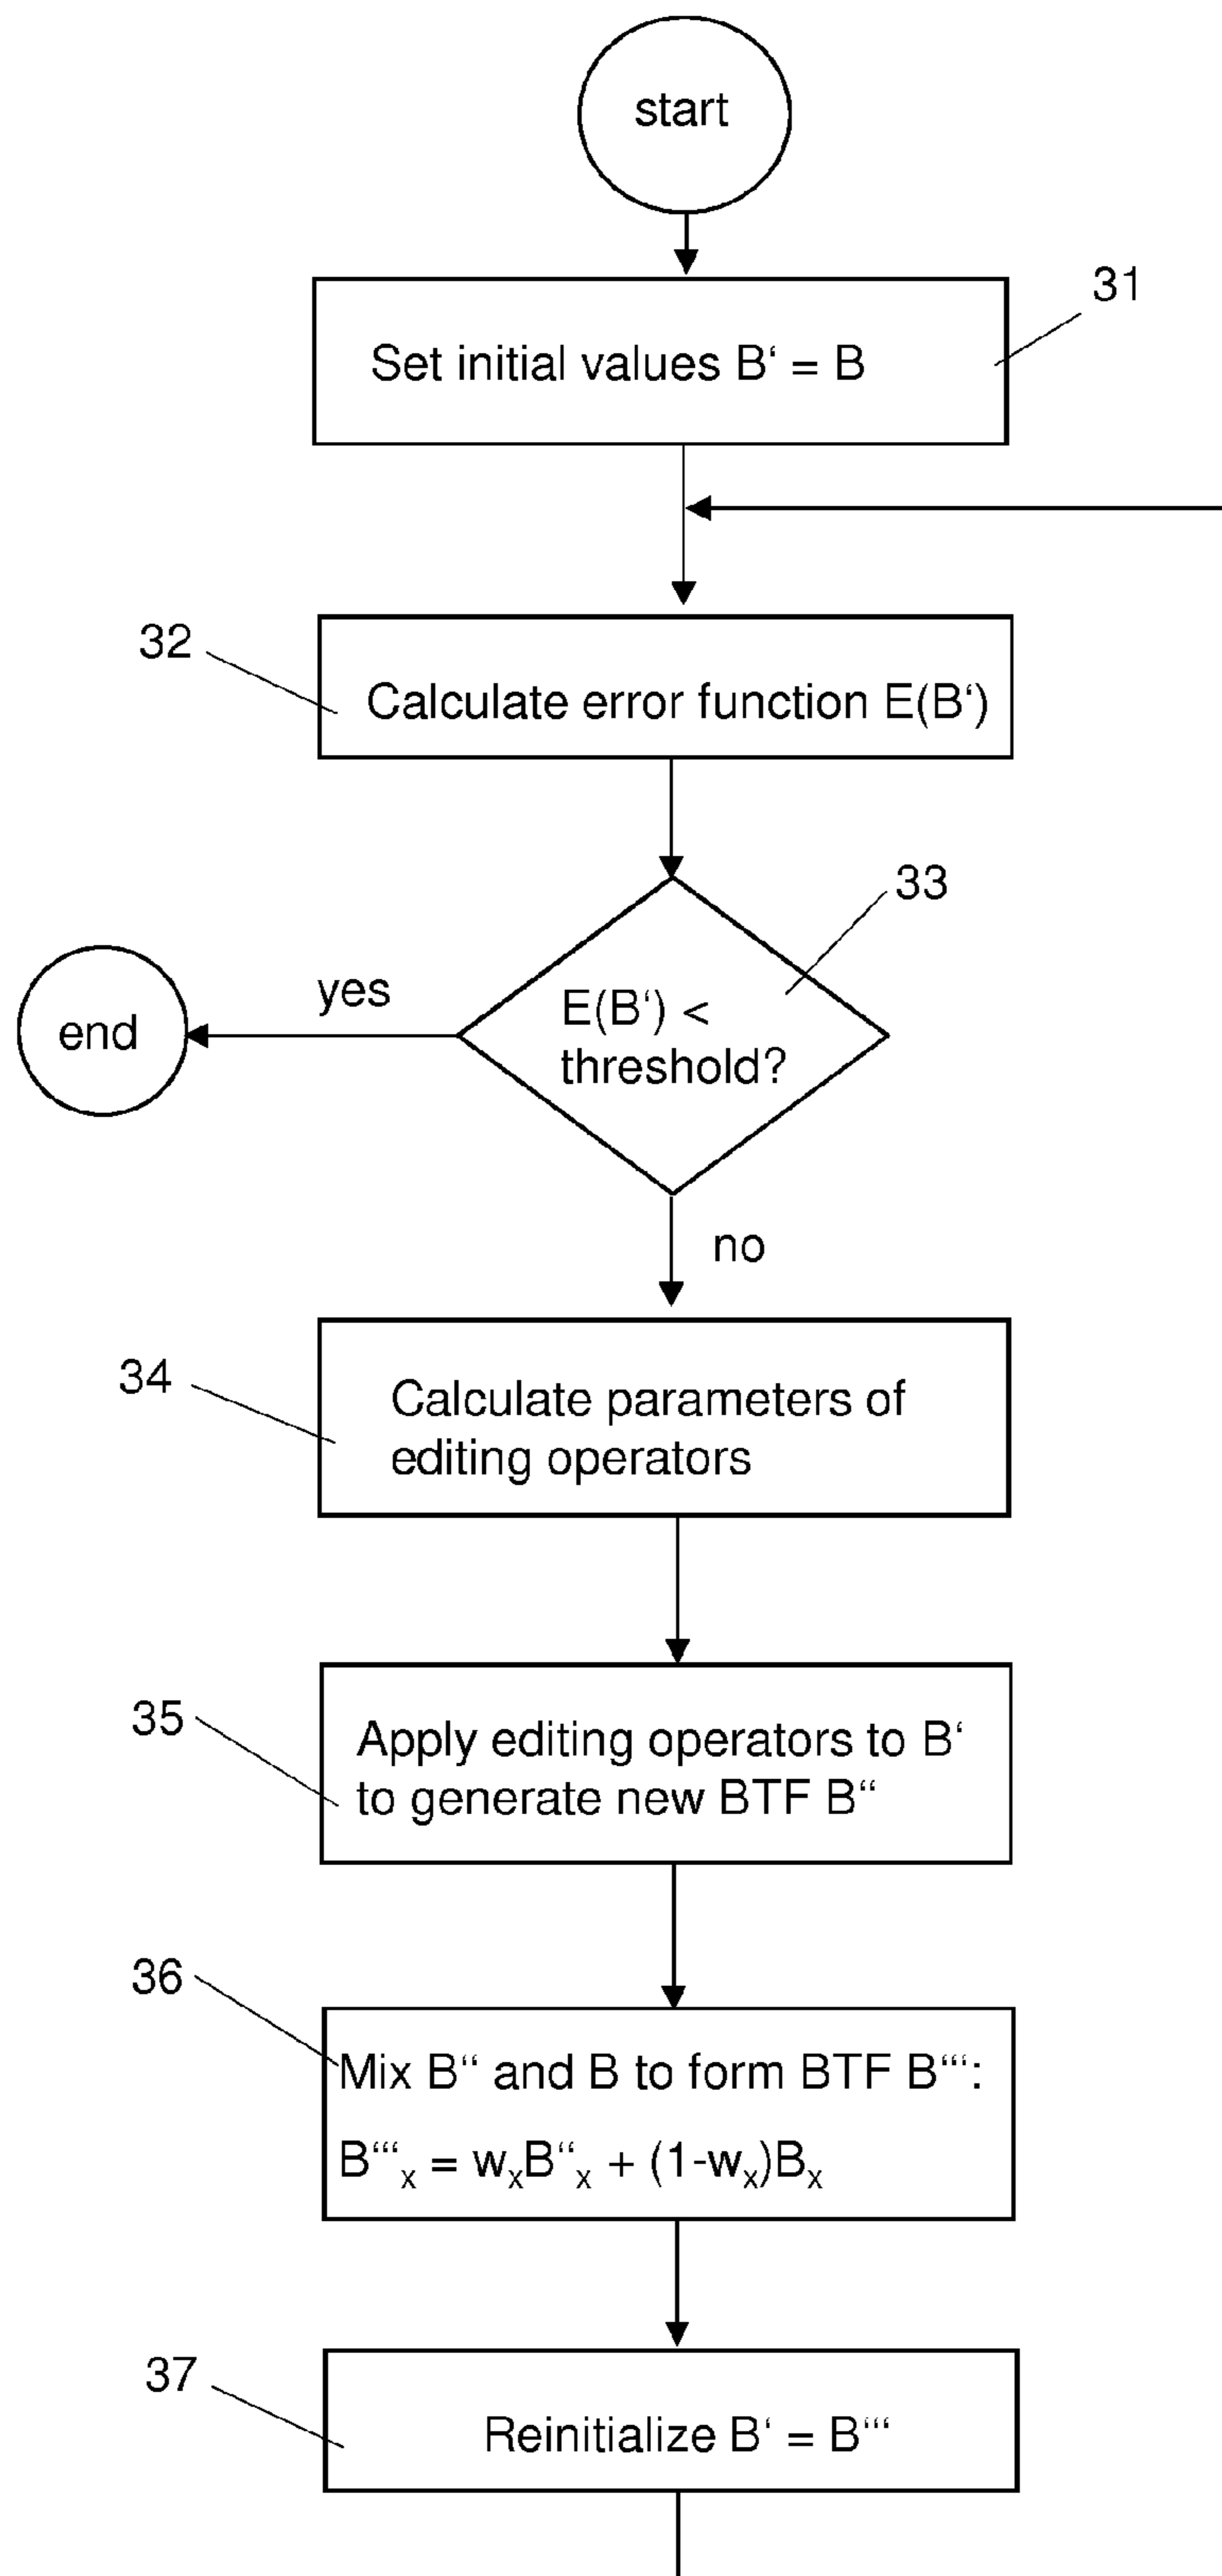 start
31
Set initial values B‘ = B
32
Calculate error function E(B‘)
33
yes
end
E(B‘) <
threshold?
no
34
Calculate parameters of
editing operators
35
Apply editing operators to B‘
to generate new BTF B‘‘
36
Mix B‘‘ and B to form BTF B‘‘‘:
B‘‘‘x = wxB‘‘x + (1-wx)Bx
37
Reinitialize B‘ = B‘‘‘